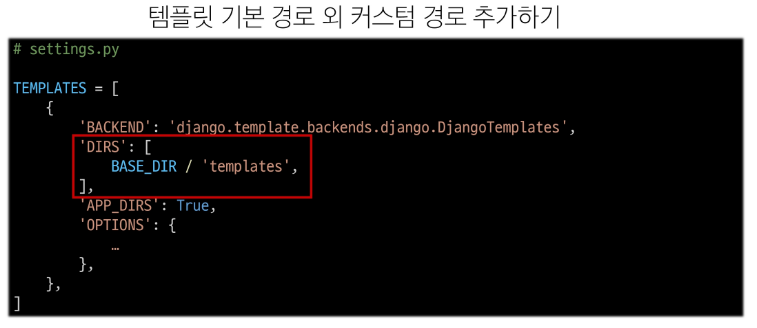 템플릿 기본 경로 외 커스텀 경로 추가하기
# settings.py
TEMPLATES = [
    {
        'BACKEND': 'django.template.backends.django.DjangoTemplates',
        'DIRS': [
            BASE_DIR / 'templates',
        ],
        'APP_DIRS': True,
        'OPTIONS': {
            …
        },
    },
]